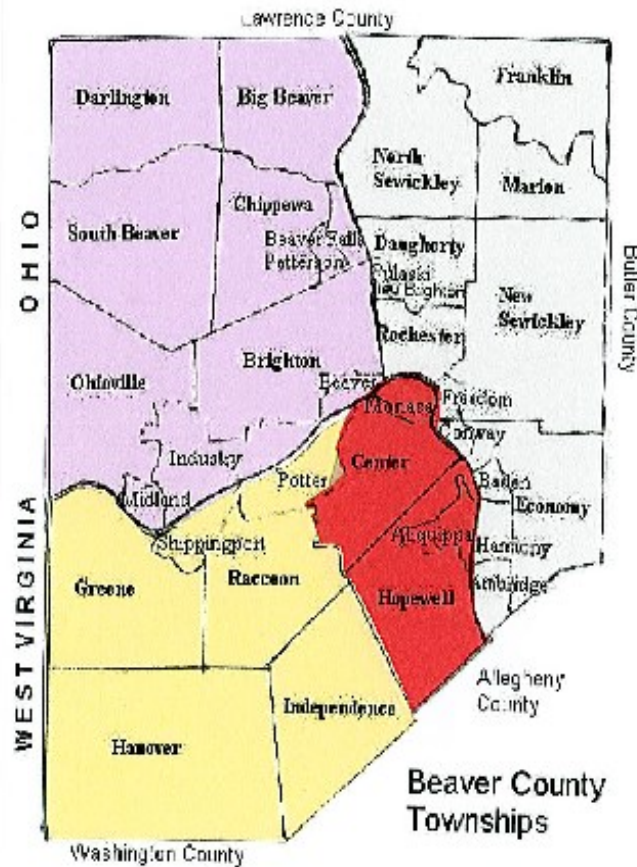 Lawrence County
Franklin
Darlington
Big Beaver
North
Sewickley
Marion
Chippewa
South Beaver
Beaver Falls
Patterson
Daugherty
Pulaski
New Brighton
New
Sewickley
Rochester
OHIO
Butler County
Brighton
Ohioville
Beaver
Monaca
Freedom
Conway
Center
Industry
Potter
Baden
Midland
Economy
Shippingport
Aliquippa
Harmony
Greene
Raccoon
Ambridge
Hopewell
WEST VIRGINIA
Allegheny
County
Independence
Hanover
Beaver County
Townships
Washington County